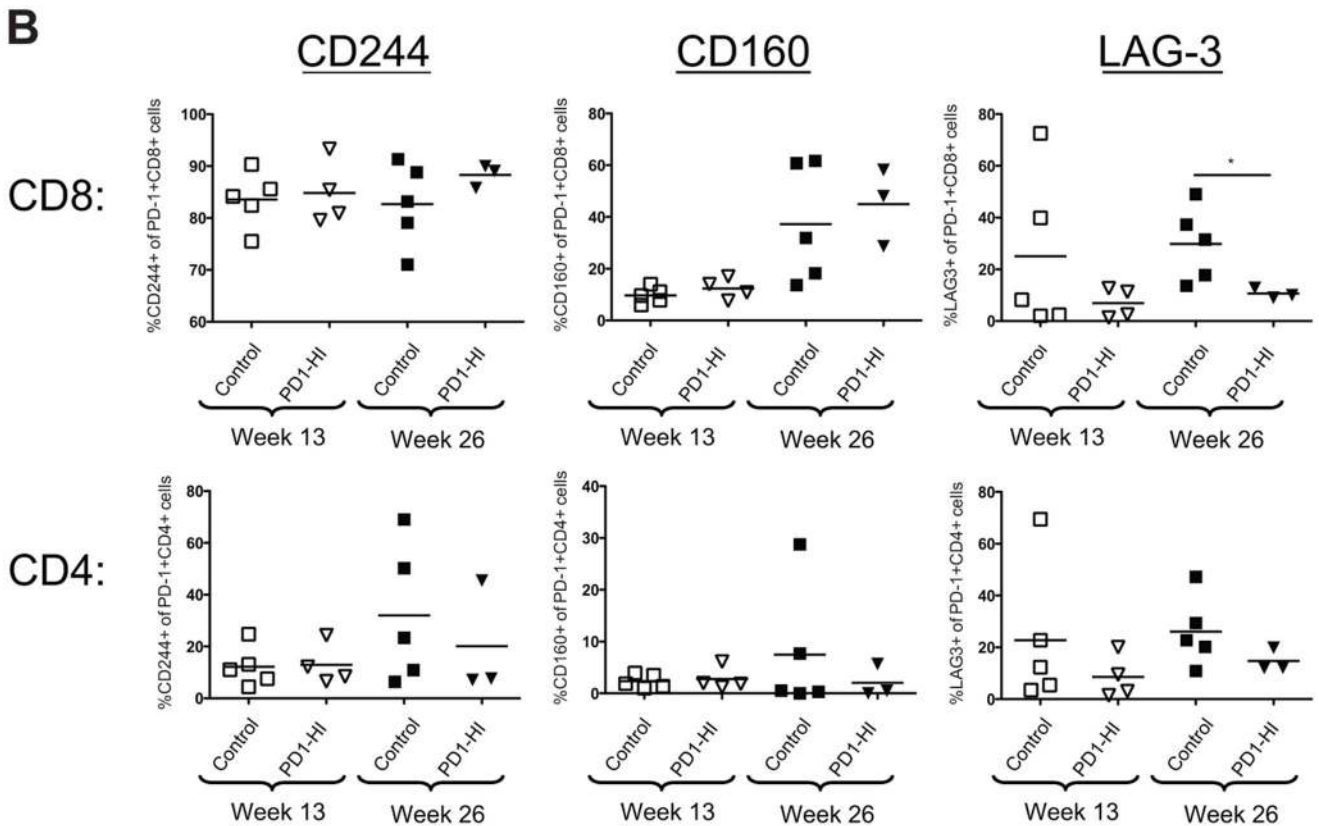 B
CD244
CD160
LAG-3
CD8:
%CD244+ of PD-1+CD8+ cells
100
90
80
70
60
Control
PD1-HI
Control
PD1-HI
Week 13
Week 26
%CD160+ of PD-1+CD8+ cells
80
60
40
20
0
Control
PD1-HI
Control
PD1-HI
Week 13
Week 26
%LAG3+ of PD-1+CD8+ cells
80
60
40
20
0
*
Control
PD1-HI
Control
PD1-HI
Week 13
Week 26
CD4:
%CD244+ of PD-1+CD4+ cells
80
60
40
20
0
Control
PD1-HI
Control
PD1-HI
Week 13
Week 26
%CD160+ of PD-1+CD4+ cells
40
30
20
10
0
Control
PD1-HI
Control
PD1-HI
Week 13
Week 26
%LAG3+ of PD-1+CD4+ cells
80
60
40
20
0
Control
PD1-HI
Control
PD1-HI
Week 13
Week 26